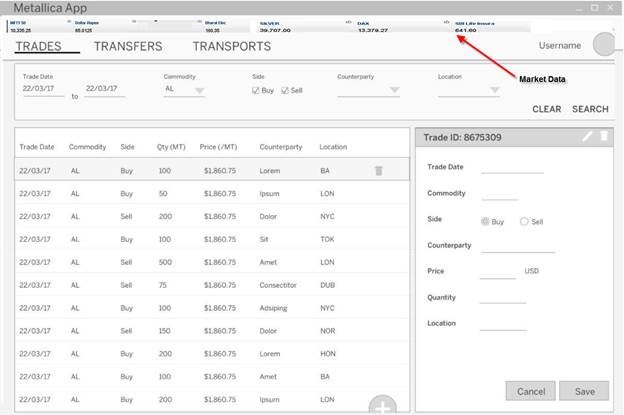 Metallica App
NIFTY 50 Dollar-Rupee Bharat Elec SILVER DAX SBI Life Insura
10,235.25 65.0125 39,707.00 13,379.27 641.60
Market Data
TRADES TRANSFERS TRANSPORTS Username
Trade Date Commodity Side Counterparty Location
22/03/17 to 22/03/17 AL Buy Sell
CLEAR SEARCH
Trade Date Commodity Side Qty (MT) Price (/MT) Counterparty Location
22/03/17 AL Buy 100 $1,860.75 Lorem BA
22/03/17 AL Buy 50 $1,860.75 Ipsum LON
22/03/17 AL Sell 200 $1,860.75 Dolor NYC
22/03/17 AL Buy 100 $1,860.75 Sit TOK
22/03/17 AL Sell 500 $1,860.75 Amet LON
22/03/17 AL Sell 75 $1,860.75 Consectitor DUB
22/03/17 AL Buy 100 $1,860.75 Adsiping NYC
22/03/17 AL Sell 150 $1,860.75 Dolor NOR
22/03/17 AL Buy 200 $1,860.75 Lorem HON
22/03/17 AL Buy 100 $1,860.75 Amet BA
22/03/17 AL Buy 200 $1,860.75 Ipsum LON
Trade ID: 8675309
Trade Date
Commodity
Side Buy Sell
Counterparty
Price USD
Quantity
Location
Cancel Save